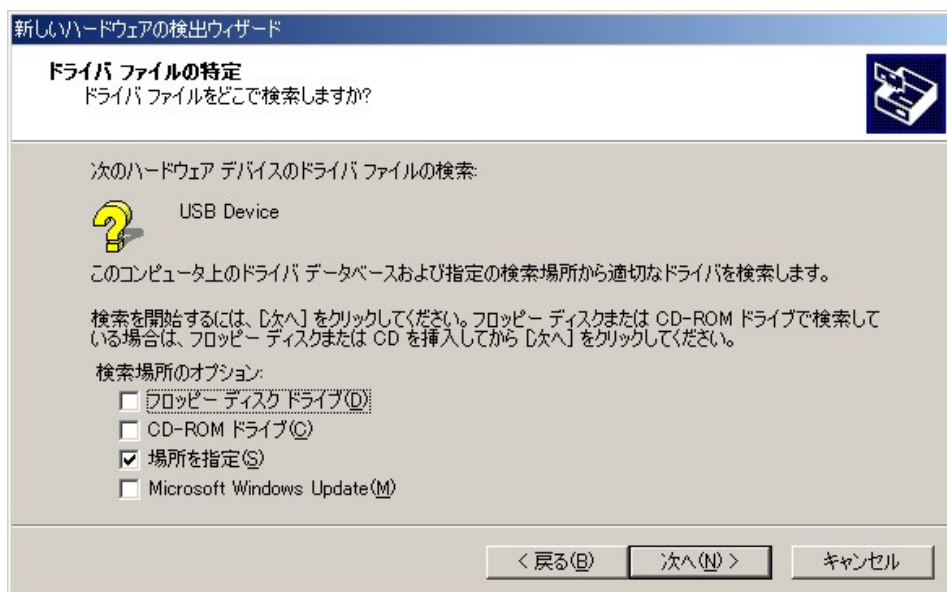 新しいハードウェアの検出ウィザード
ドライバ ファイルの特定
ドライバ ファイルをどこで検索しますか?
次のハードウェア デバイスのドライバ ファイルの検索:
USB Device
このコンピュータ上のドライバ データベースおよび指定の検索場所から適切なドライバを検索します。
検索を開始するには、[次へ] をクリックしてください。フロッピー ディスクまたは CD-ROM ドライブで検索して
いる場合は、フロッピー ディスクまたは CD を挿入してから [次へ] をクリックしてください。
検索場所のオプション:
フロッピー ディスク ドライブ(D)
CD-ROM ドライブ(C)
場所を指定(S)
Microsoft Windows Update(M)
< 戻る(B) 次へ(N) > キャンセル